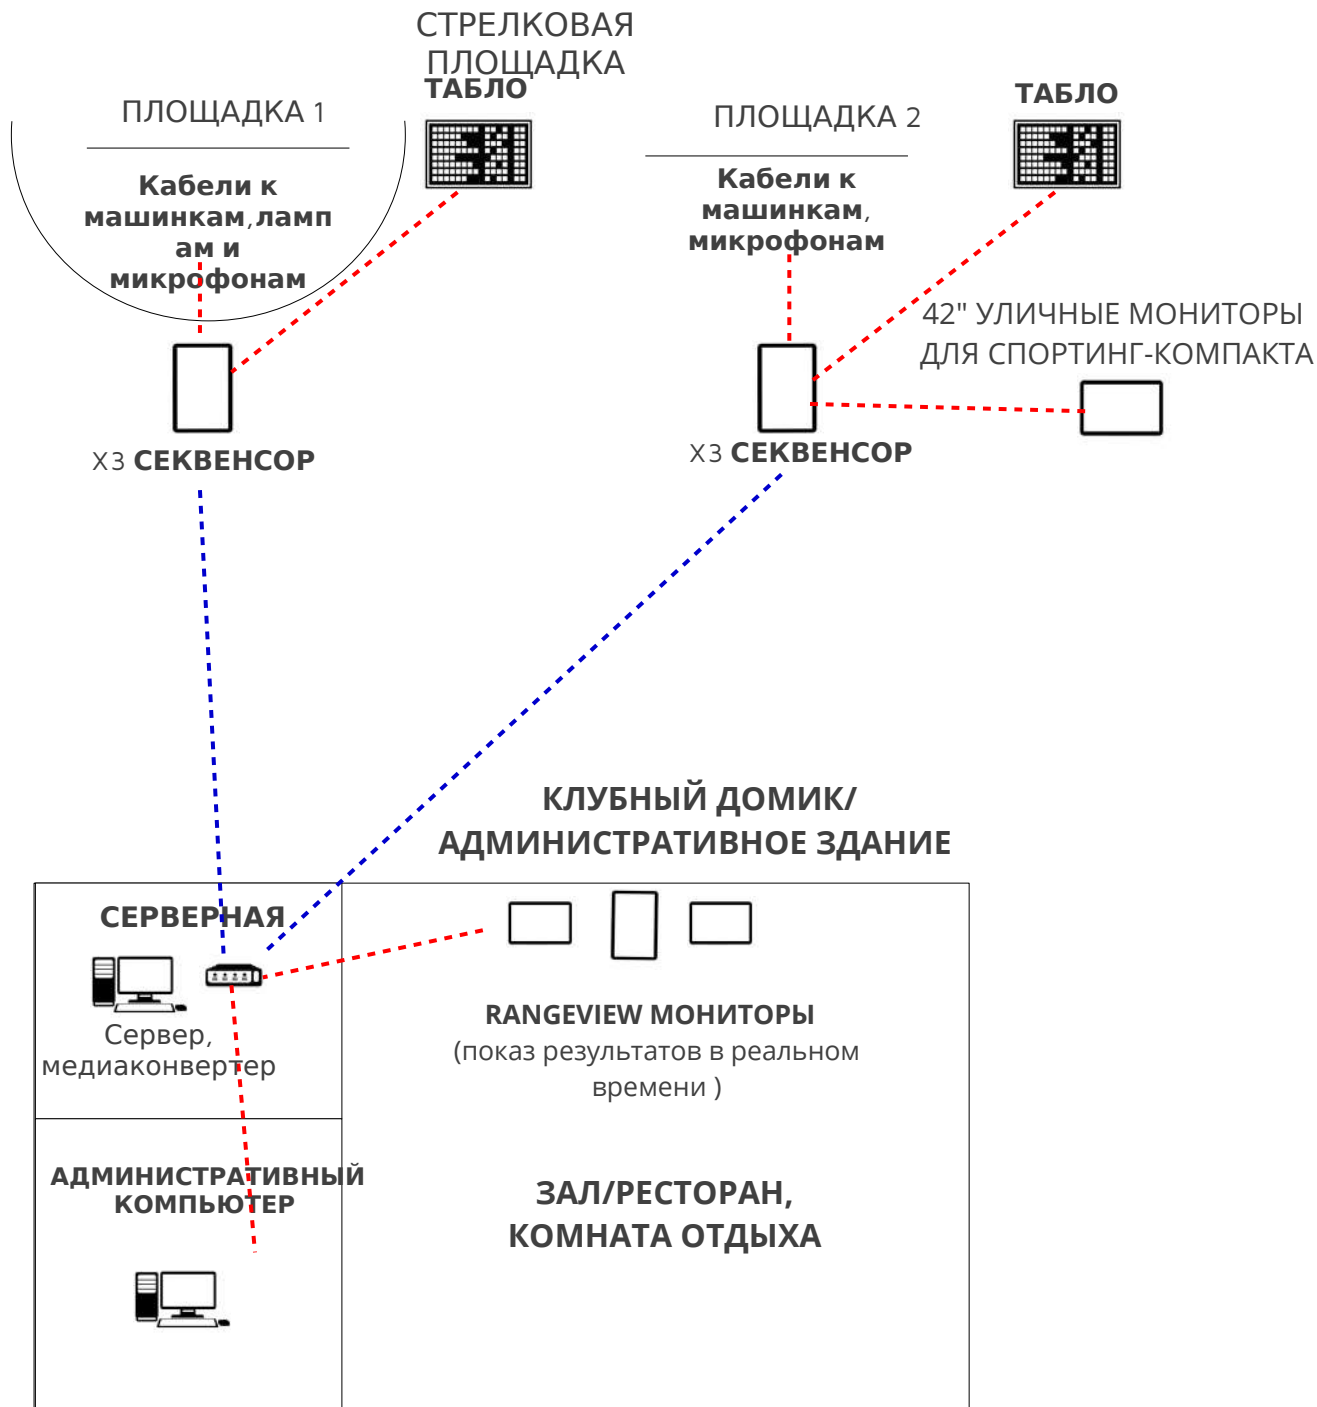 СТРЕЛКОВАЯ
ПЛОЩАДКА
ТАБЛО
ПЛОЩАДКА 1
Кабели к
машинкам,ламп
ам и
микрофонам
X3 СЕКВЕНСОР
ПЛОЩАДКА 2
ТАБЛО
Кабели к
машинкам,
микрофонам
42" УЛИЧНЫЕ МОНИТОРЫ
ДЛЯ СПОРТИНГ-КОМПАКТА
X3 СЕКВЕНСОР
КЛУБНЫЙ ДОМИК/
АДМИНИСТРАТИВНОЕ ЗДАНИЕ
СЕРВЕРНАЯ
Сервер,
медиаконвертер
RANGEVIEW МОНИТОРЫ
(показ результатов в реальном
времени )
АДМИНИСТРАТИВНЫЙ
КОМПЬЮТЕР
ЗАЛ/РЕСТОРАН,
КОМНАТА ОТДЫХА